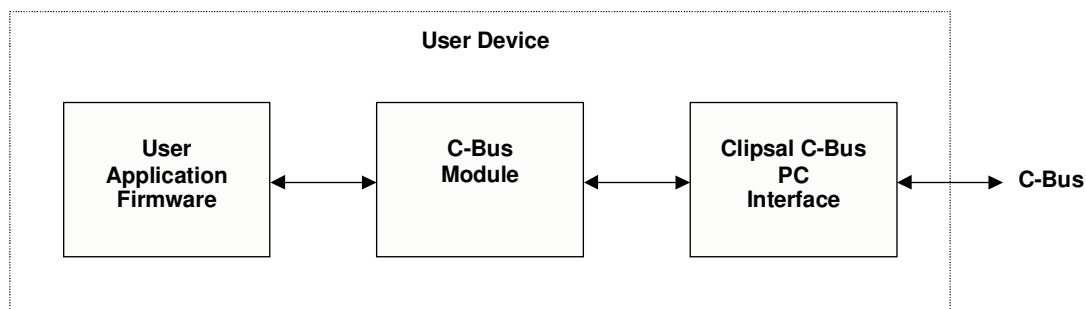 User Device
User
Application
Firmware
C-Bus
Module
Clipsal C-Bus
PC
Interface
C-Bus